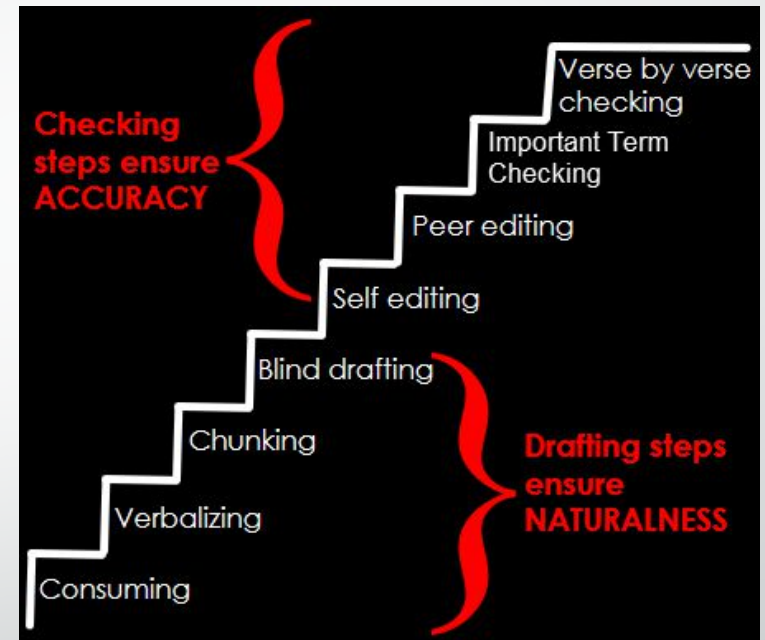 Verse by verse
checking
Important Term
Checking
Peer editing
Self editing
Blind drafting
Chunking
Verbalizing
Consuming
Checking
steps ensure
ACCURACY
Drafting steps
ensure
NATURALNESS